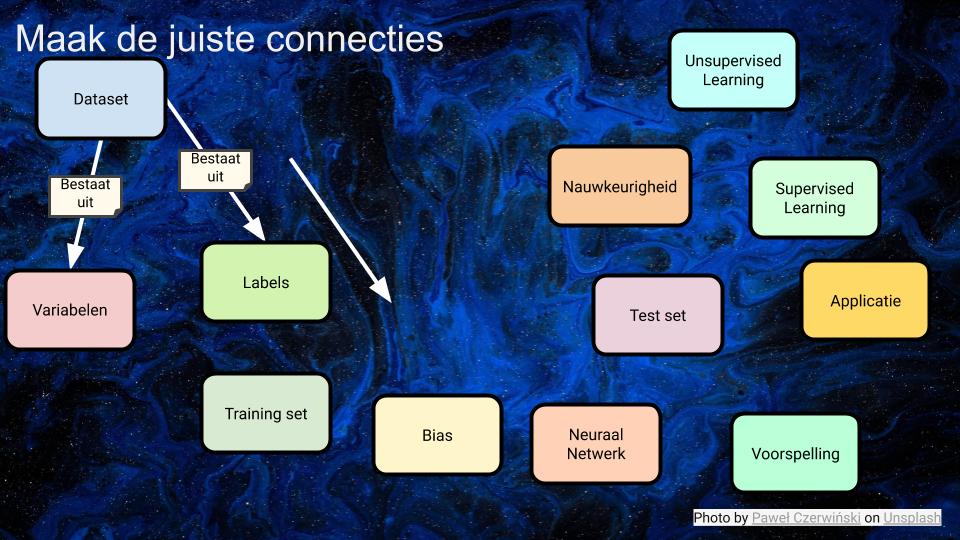 Maak de juiste connecties
Dataset
Bestaat
uit
Bestaat
uit
Variabelen
Labels
Training set
Bias
Neuraal
Netwerk
Unsupervised
Learning
Nauwkeurigheid
Supervised
Learning
Test set
Applicatie
Voorspelling
Photo by Paweł Czerwiński on Unsplash